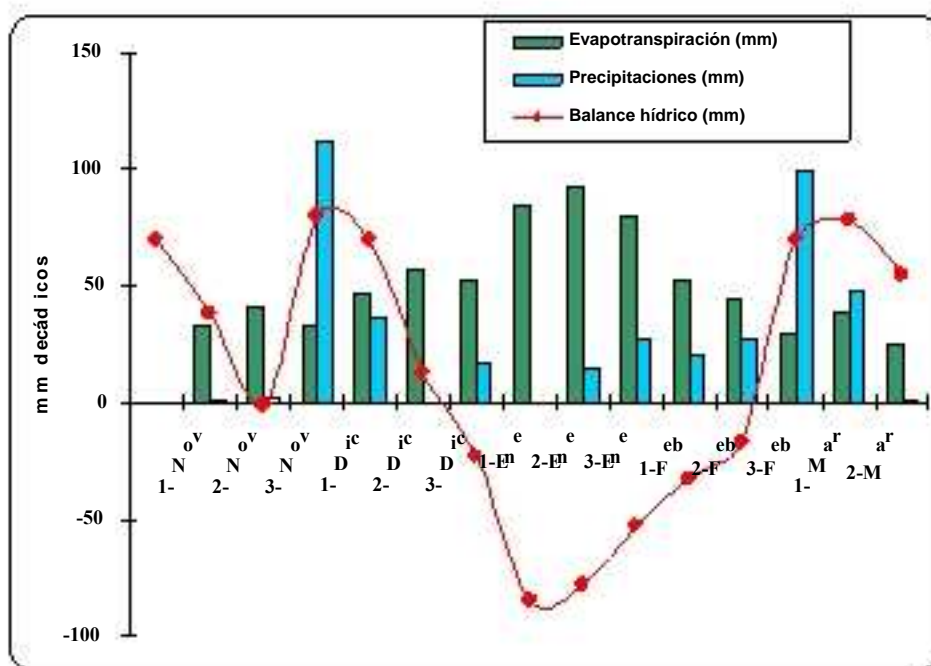 Evapotranspiración (mm)
Precipitaciones (mm)
Balance hídrico (mm)
mm decád icos
150
100
50
0
-50
-100
1-Nov
2-Nov
3-Nov
1-Dic
2-Dic
3-Dic
1-Ene
2-Ene
3-Ene
1-Feb
2-Feb
3-Feb
1-Mar
2-Mar